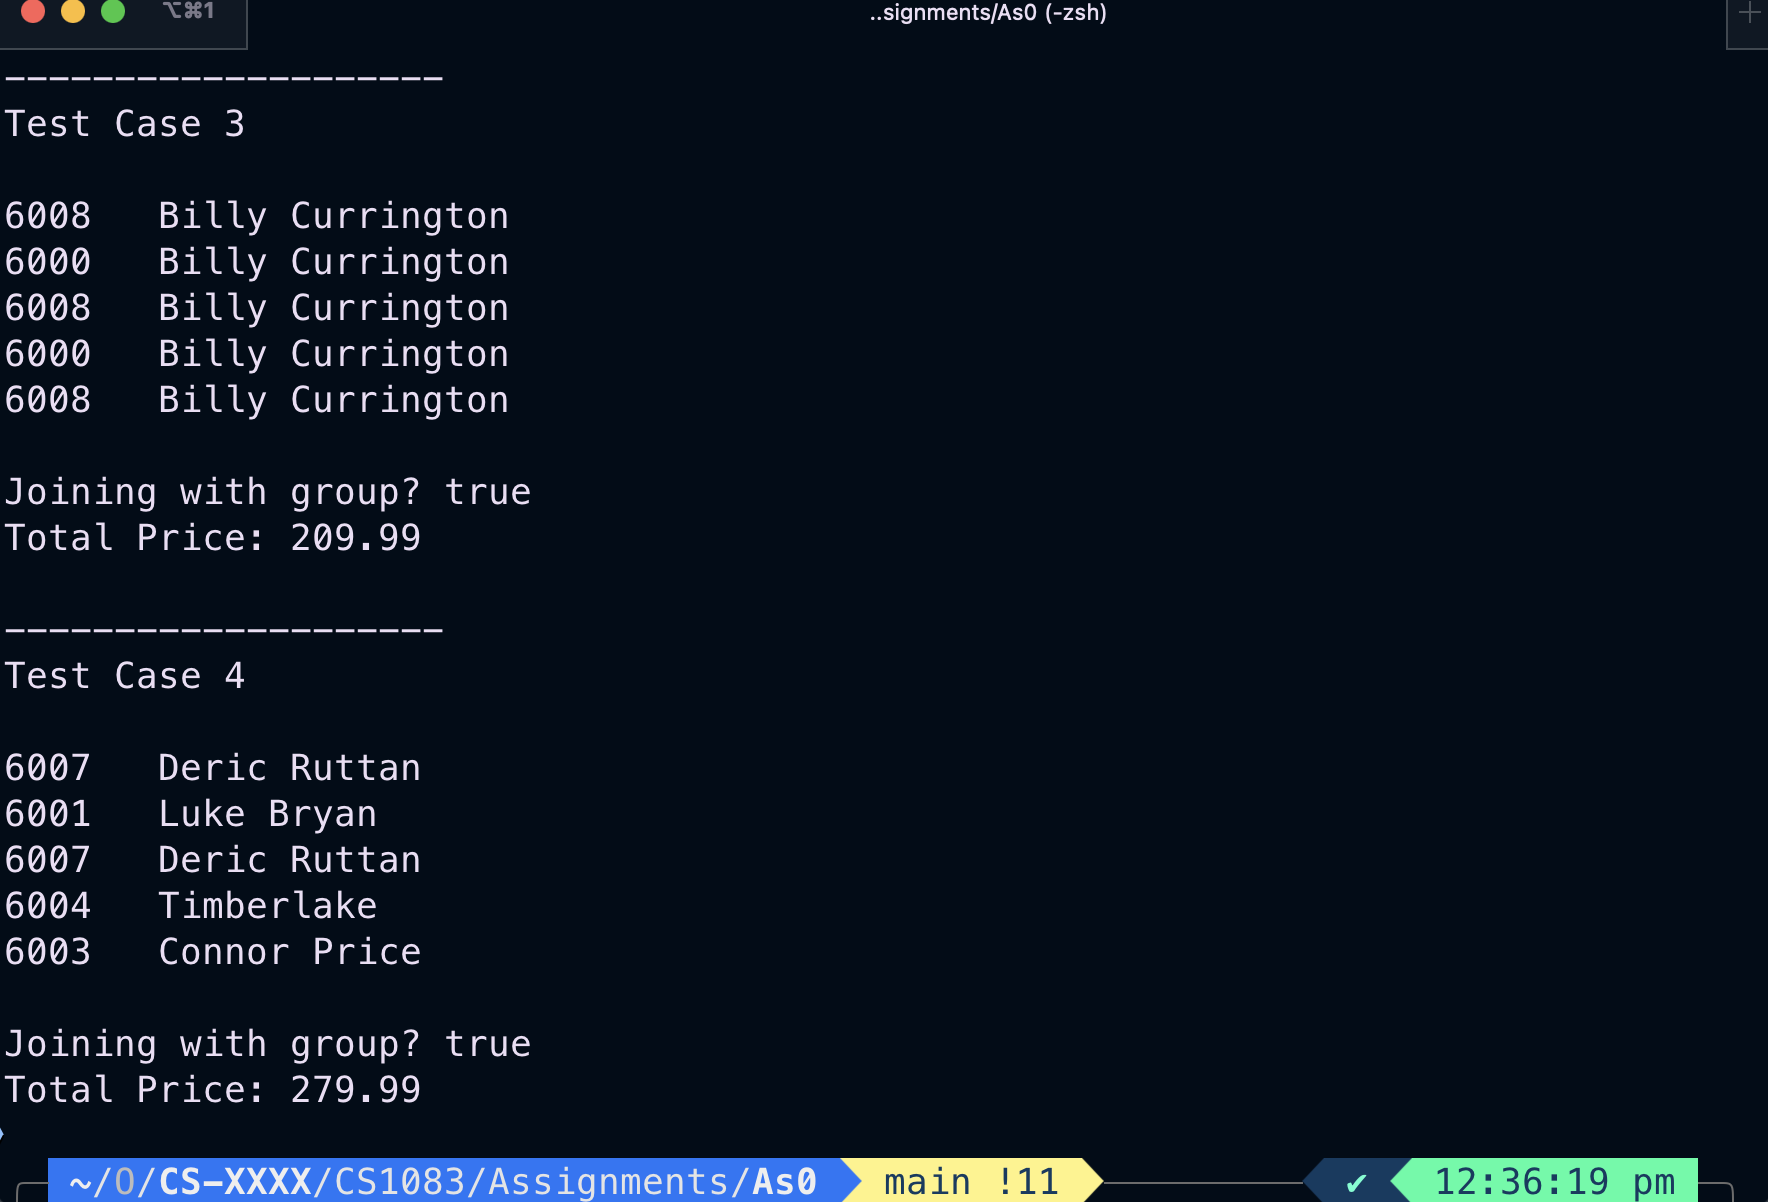 ⌥⌘1
..signments/As0 (-zsh)
--------------------
Test Case 3
6008   Billy Currington
6000   Billy Currington
6008   Billy Currington
6000   Billy Currington
6008   Billy Currington
Joining with group? true
Total Price: 209.99
--------------------
Test Case 4
6007   Deric Ruttan
6001   Luke Bryan
6007   Deric Ruttan
6004   Timberlake
6003   Connor Price
Joining with group? true
Total Price: 279.99
~/O/CS-XXXX/CS1083/Assignments/As0 main !11 ✔ 12:36:19 pm